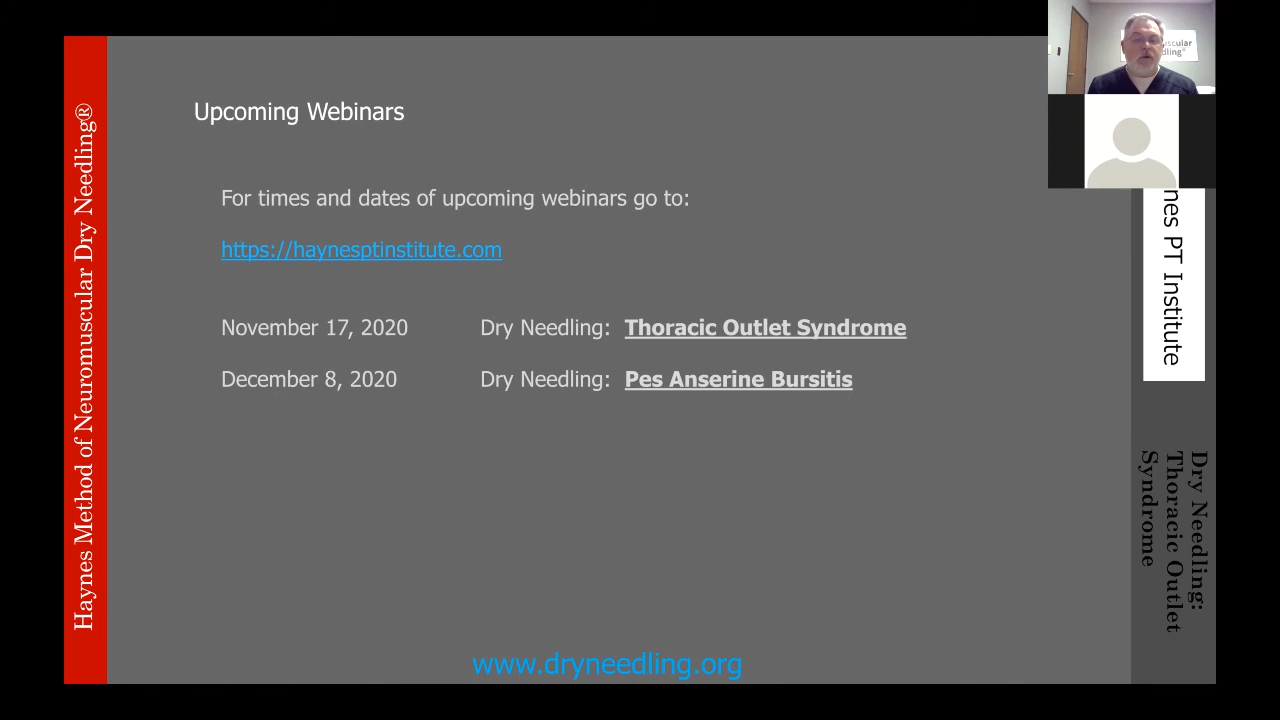 Haynes Method of Neuromuscular Dry Needling®
Upcoming Webinars
For times and dates of upcoming webinars go to:
https://haynesptinstitute.com
November 17, 2020 Dry Needling: Thoracic Outlet Syndrome
December 8, 2020 Dry Needling: Pes Anserine Bursitis
www.dryneedling.org
PT Institute
Dry Needling:
Thoracic Outlet
Syndrome